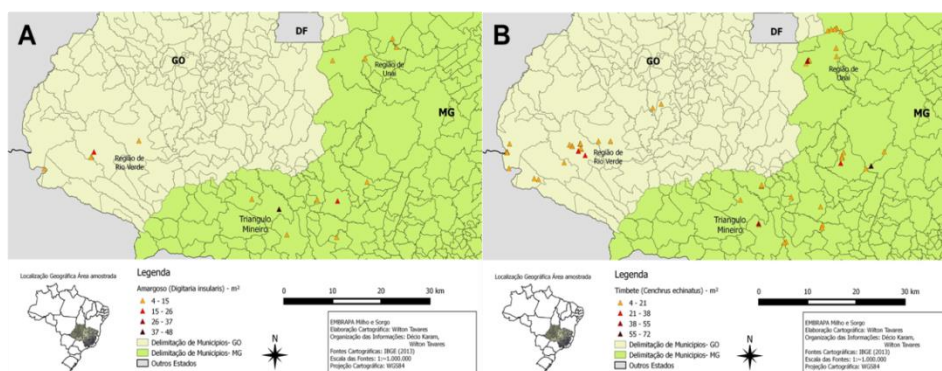 A
DF
GO
Região de
Unaí
MG
Região de
Rio Verde
Triangulo
Mineiro
Localização Geográfica Área amostrada
Legenda
Amargoso (Digitaria insularis) - m²
4 - 15
15 - 26
26 - 37
37 - 48
Delimitação de Municípios- GO
Delimitação de Municípios- MG
Outros Estados
0 10 20 30 km
N
EMBRAPA Milho e Sorgo
Elaboração Cartográfica: Wilton Tavares
Organização das Informações: Décio Karam,
Wilton Tavares
Fontes Cartográficas: IBGE (2013)
Escala das Fontes: 1:~1.000.000
Projeção Cartográfica: WGS84
B
DF
GO
Região de
Unaí
MG
Região de
Rio Verde
Triangulo
Mineiro
Localização Geográfica Área amostrada
Legenda
Timbete (Cenchrus echinatus) - m²
4 - 21
21 - 38
38 - 55
55 - 72
Delimitação de Municípios- GO
Delimitação de Municípios- MG
Outros Estados
0 10 20 30 km
N
EMBRAPA Milho e Sorgo
Elaboração Cartográfica: Wilton Tavares
Organização das Informações: Décio Karam,
Wilton Tavares
Fontes Cartográficas: IBGE (2013)
Escala das Fontes: 1:~1.000.000
Projeção Cartográfica: WGS84